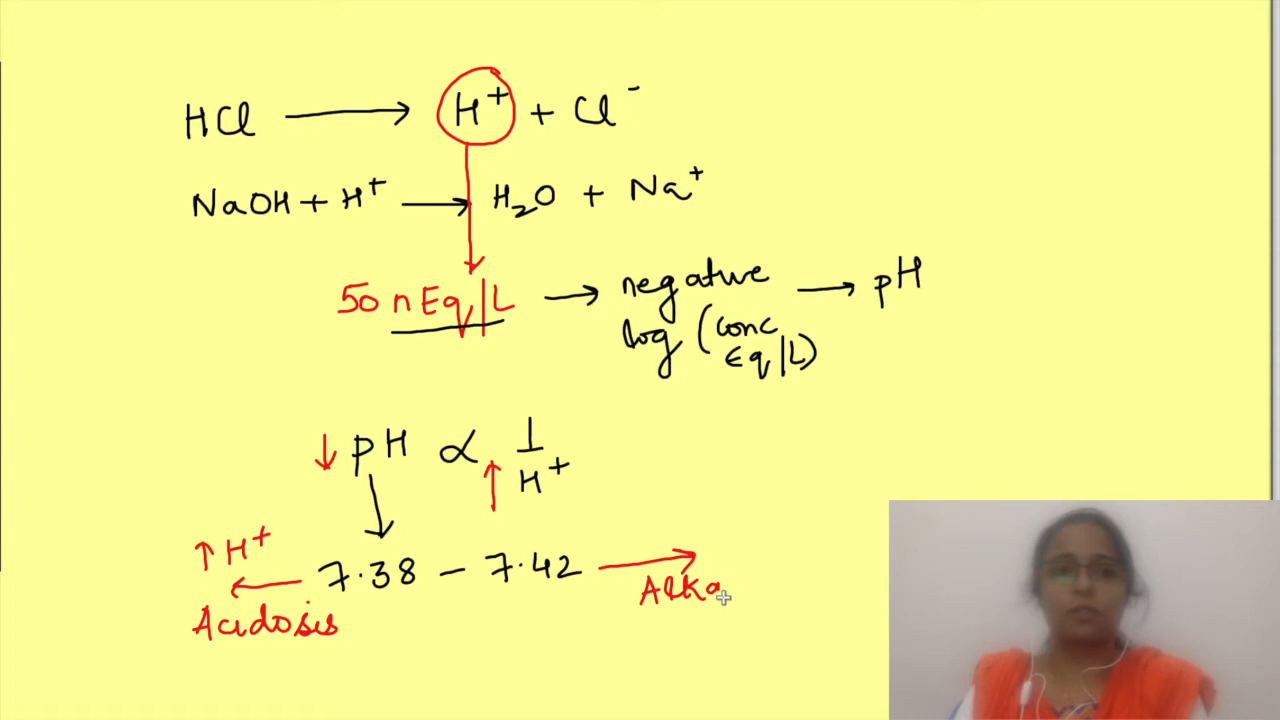 HCl ⟶ H⁺ + Cl⁻
NaOH + H⁺ ⟶ H₂O + Na⁺
50 nEq/L → negative → pH
log (conc
Eq/L)
↓ pH ∝ 1
↑ H⁺
↑ H⁺
7.38 – 7.42
Acidosis
Alka